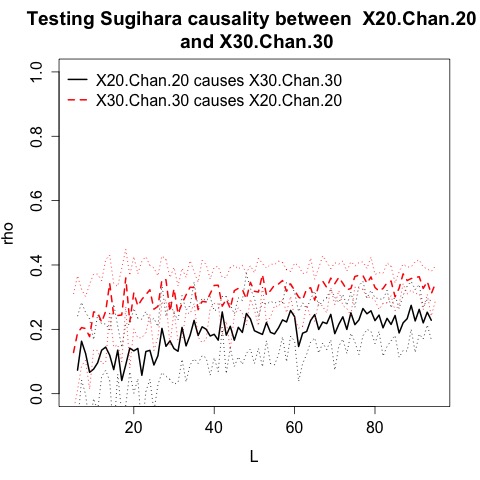 Testing Sugihara causality between X20.Chan.20
and X30.Chan.30
X20.Chan.20 causes X30.Chan.30
X30.Chan.30 causes X20.Chan.20
1.0
0.8
0.6
0.4
0.2
0.0
rho
20 40 60 80
L